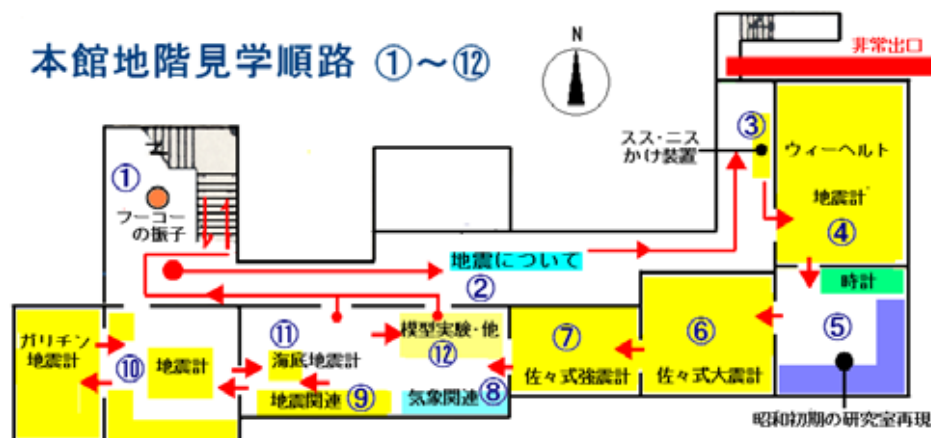 本館地階見学順路 ①～⑫
N
非常出口
①
フーコー
の振子
スス・ニス
かけ装置
③
ウィーヘルト
地震計
④
地震について
②
時計
⑤
昭和初期の研究室再現
⑥
佐々式大震計
⑦
佐々式強震計
模型実験・他
⑫
気象関連
⑧
⑪
海底地震計
地震関連
⑨
⑩
地震計
ガリチン
地震計